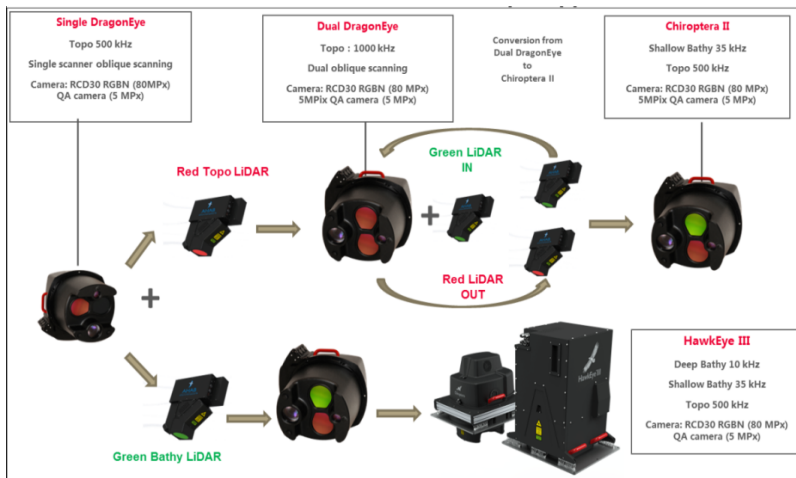 Single DragonEye
Topo 500 kHz
Single scanner oblique scanning
Camera: RCD30 RGBN (80MPx)
QA camera (5 MPx)
Dual DragonEye
Topo : 1000 kHz
Dual oblique scanning
Camera: RCD30 RGBN (80 MPx)
5MPix QA camera (5 MPx)
Conversion from
Dual DragonEye
to
Chiroptera II
Chiroptera II
Shallow Bathy 35 kHz
Topo 500 kHz
Camera: RCD30 RGBN (80 MPx)
5MPix QA camera (5 MPx)
Red Topo LiDAR
Green LiDAR
IN
+
Red LiDAR
OUT
+
Green Bathy LiDAR
HawkEye III
HawkEye III
Deep Bathy 10 kHz
Shallow Bathy 35 kHz
Topo 500 kHz
Camera: RCD30 RGBN (80 MPx)
QA camera (5 MPx)